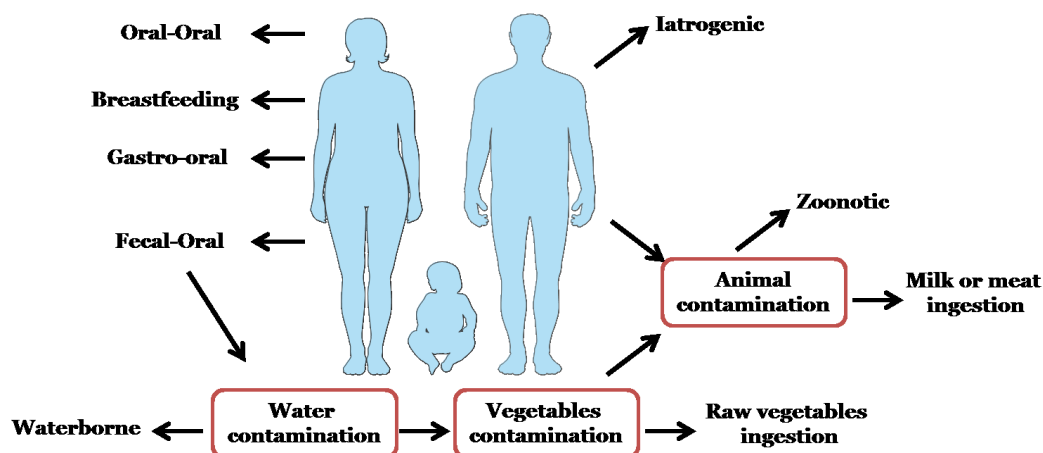 Oral-Oral
Iatrogenic
Breastfeeding
Gastro-oral
Zoonotic
Fecal-Oral
Animal
contamination
Milk or meat
ingestion
Waterborne
Water
contamination
Vegetables
contamination
Raw vegetables
ingestion